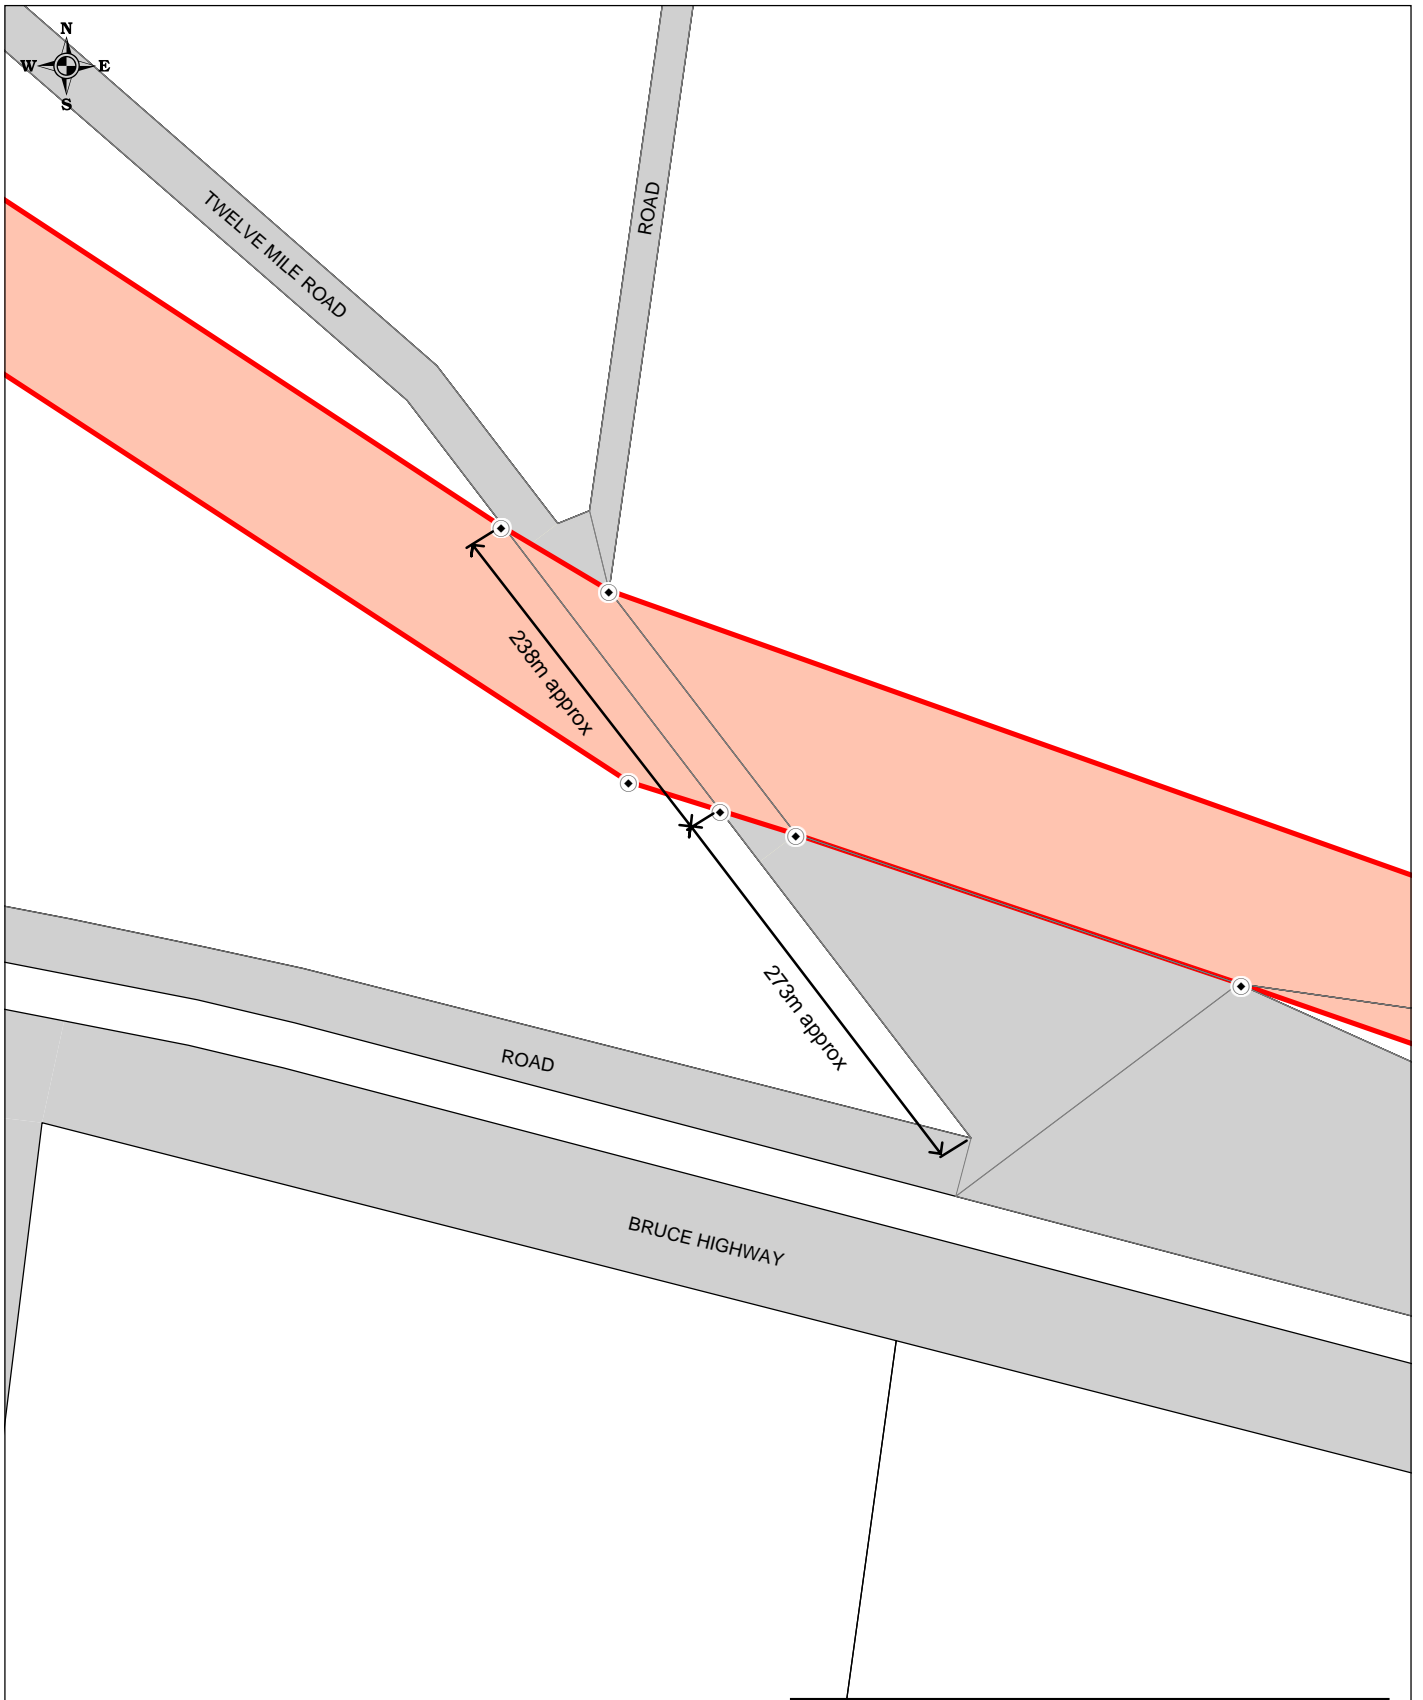 N
W E
S
TWELVE MILE ROAD
ROAD
238m approx
273m approx
ROAD
BRUCE HIGHWAY